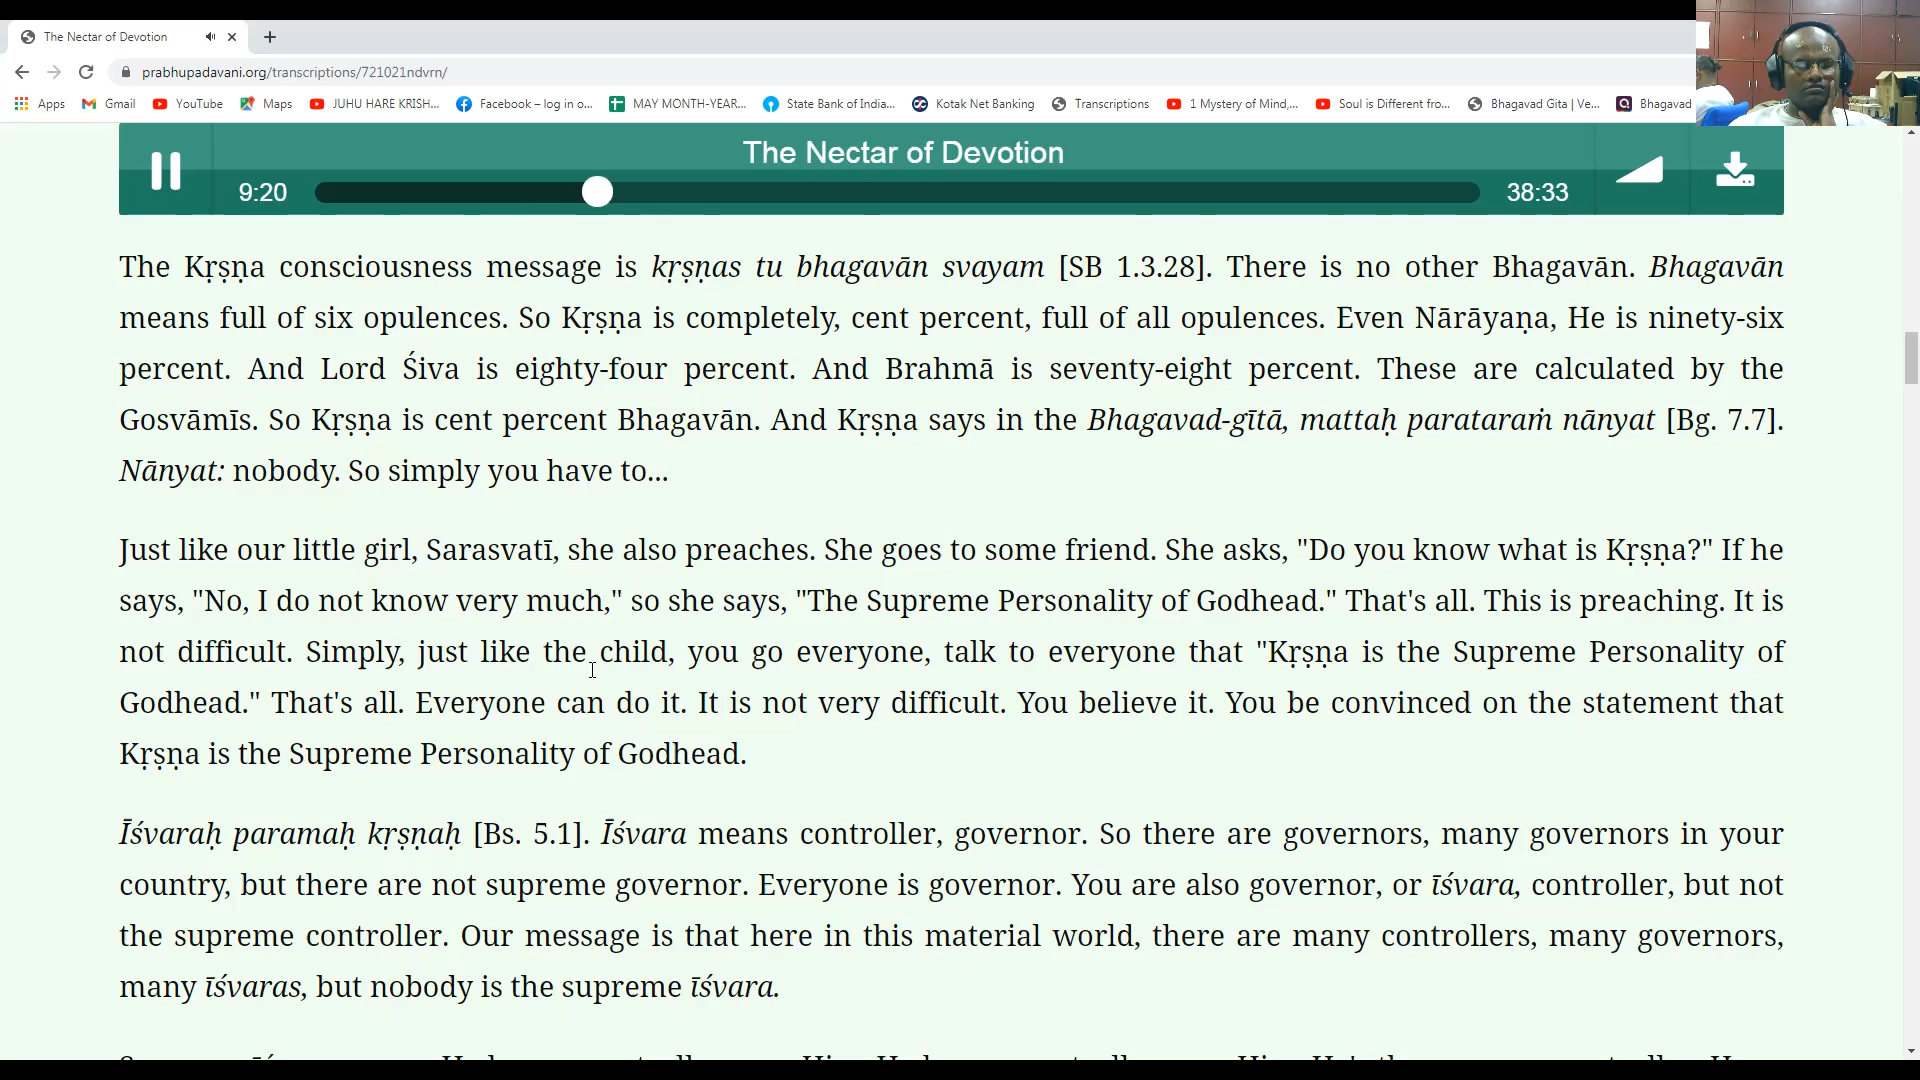 The Nectar of Devotion
prabhupadavani.org/transcriptions/721021ndvrn/
Apps Gmail YouTube Maps JUHU HARE KRISH... Facebook – log in o... MAY MONTH-YEAR... State Bank of India... Kotak Net Banking Transcriptions 1 Mystery of Mind,... Soul is Different fro... Bhagavad Gita | Ve... Bhagavad
The Nectar of Devotion
9:20 38:33
The Kṛṣṇa consciousness message is kṛṣṇas tu bhagavān svayam [SB 1.3.28]. There is no other Bhagavān. Bhagavān
means full of six opulences. So Kṛṣṇa is completely, cent percent, full of all opulences. Even Nārāyaṇa, He is ninety-six
percent. And Lord Śiva is eighty-four percent. And Brahmā is seventy-eight percent. These are calculated by the
Gosvāmīs. So Kṛṣṇa is cent percent Bhagavān. And Kṛṣṇa says in the Bhagavad-gītā, mattaḥ parataraṁ nānyat [Bg. 7.7].
Nānyat: nobody. So simply you have to...
Just like our little girl, Sarasvatī, she also preaches. She goes to some friend. She asks, "Do you know what is Kṛṣṇa?" If he
says, "No, I do not know very much," so she says, "The Supreme Personality of Godhead." That's all. This is preaching. It is
not difficult. Simply, just like the child, you go everyone, talk to everyone that "Kṛṣṇa is the Supreme Personality of
Godhead." That's all. Everyone can do it. It is not very difficult. You believe it. You be convinced on the statement that
Kṛṣṇa is the Supreme Personality of Godhead.
Īśvaraḥ paramaḥ kṛṣṇaḥ [Bs. 5.1]. Īśvara means controller, governor. So there are governors, many governors in your
country, but there are not supreme governor. Everyone is governor. You are also governor, or īśvara, controller, but not
the supreme controller. Our message is that here in this material world, there are many controllers, many governors,
many īśvaras, but nobody is the supreme īśvara.